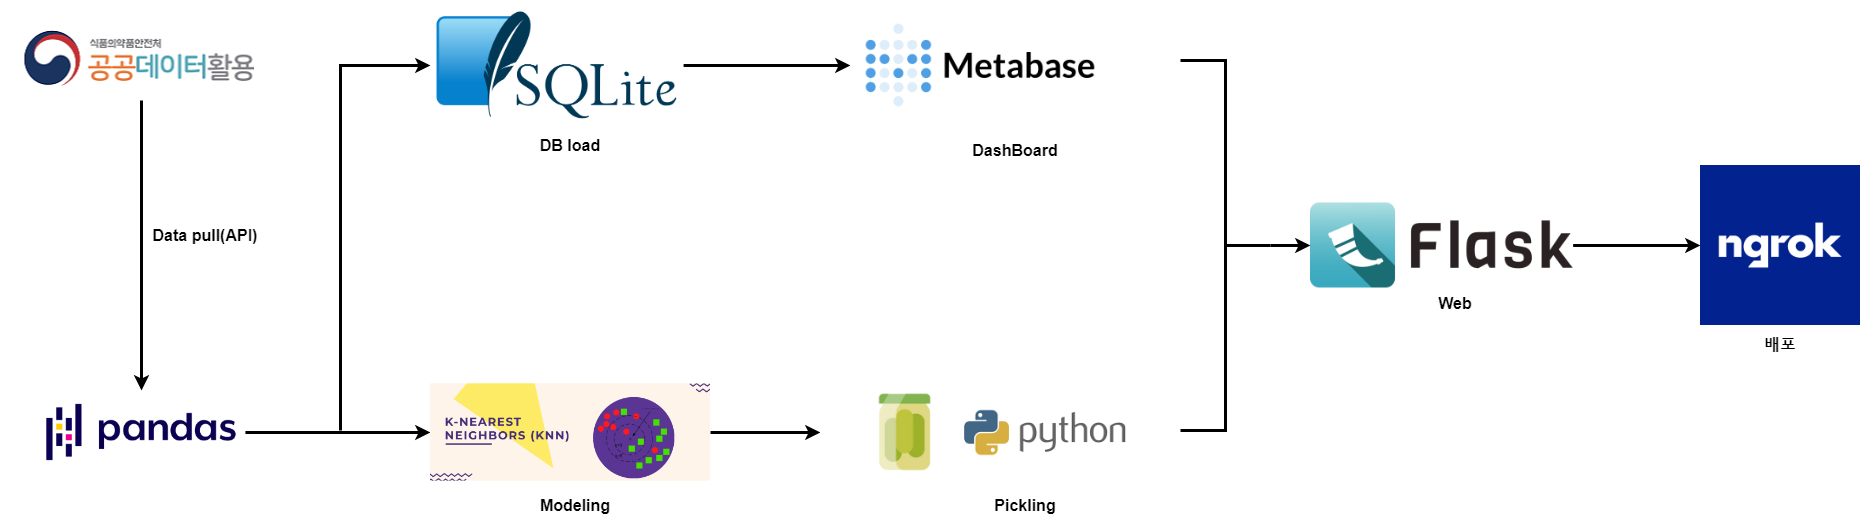 식품의약품안전처
공공데이터활용
SQLite
DB load
Metabase
DashBoard
Data pull(API)
Flask
Web
ngrok
배포
pandas
K-NEAREST
NEIGHBORS (KNN)
Modeling
python
Pickling